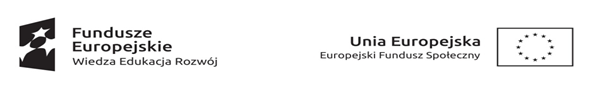 Fundusze
Europejskie
Wiedza Edukacja Rozwój
Unia Europejska
Europejski Fundusz Społeczny